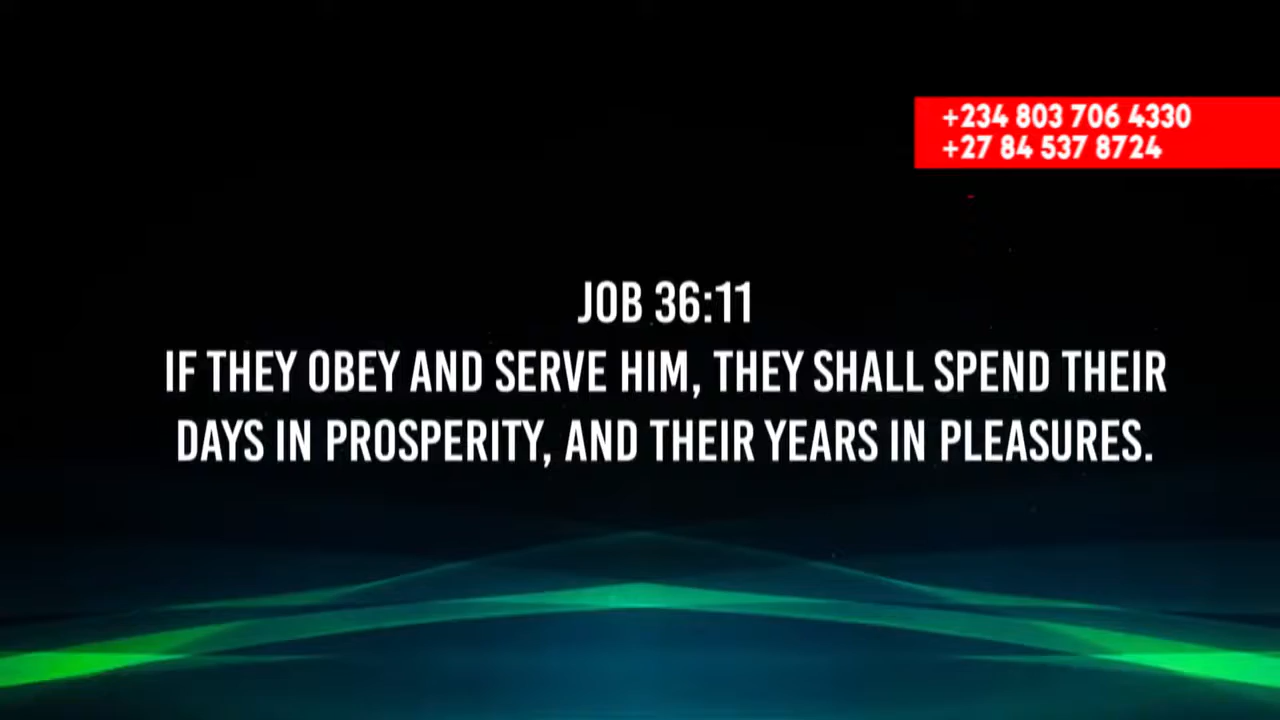 +234 803 706 4330
+27 84 537 8724
JOB 36:11
IF THEY OBEY AND SERVE HIM, THEY SHALL SPEND THEIR
DAYS IN PROSPERITY, AND THEIR YEARS IN PLEASURES.